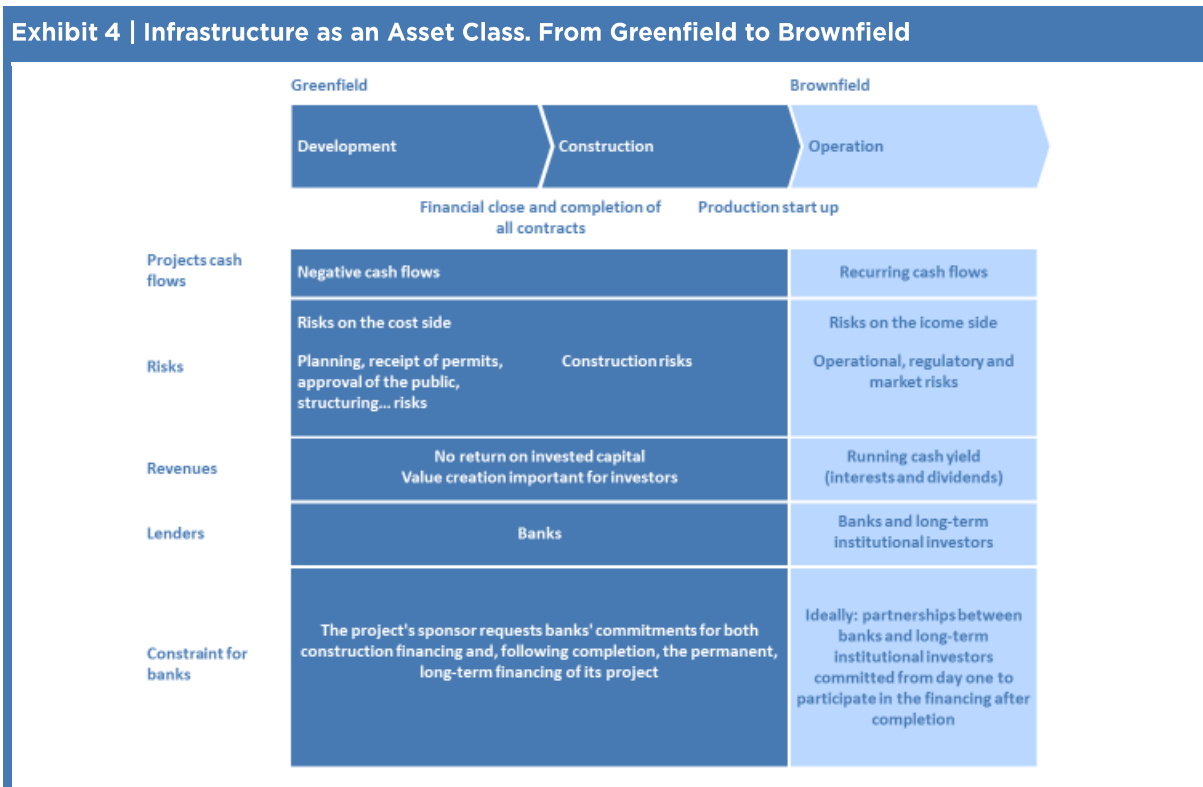 Exhibit 4 | Infrastructure as an Asset Class. From Greenfield to Brownfield
Greenfield
Brownfield
Development
Construction
Operation
Financial close and completion of
all contracts
Production start up
Projects cash
flows
Negative cash flows
Recurring cash flows
Risks
Risks on the cost side
Planning, receipt of permits,
approval of the public,
structuring... risks
Construction risks
Risks on the icome side
Operational, regulatory and
market risks
Revenues
No return on invested capital
Value creation important for investors
Running cash yield
(interests and dividends)
Lenders
Banks
Banks and long-term
institutional investors
Constraint for
banks
The project's sponsor requests banks' commitments for both
construction financing and, following completion, the permanent,
long-term financing of its project
Ideally: partnerships between
banks and long-term
institutional investors
committed from day one to
participate in the financing after
completion